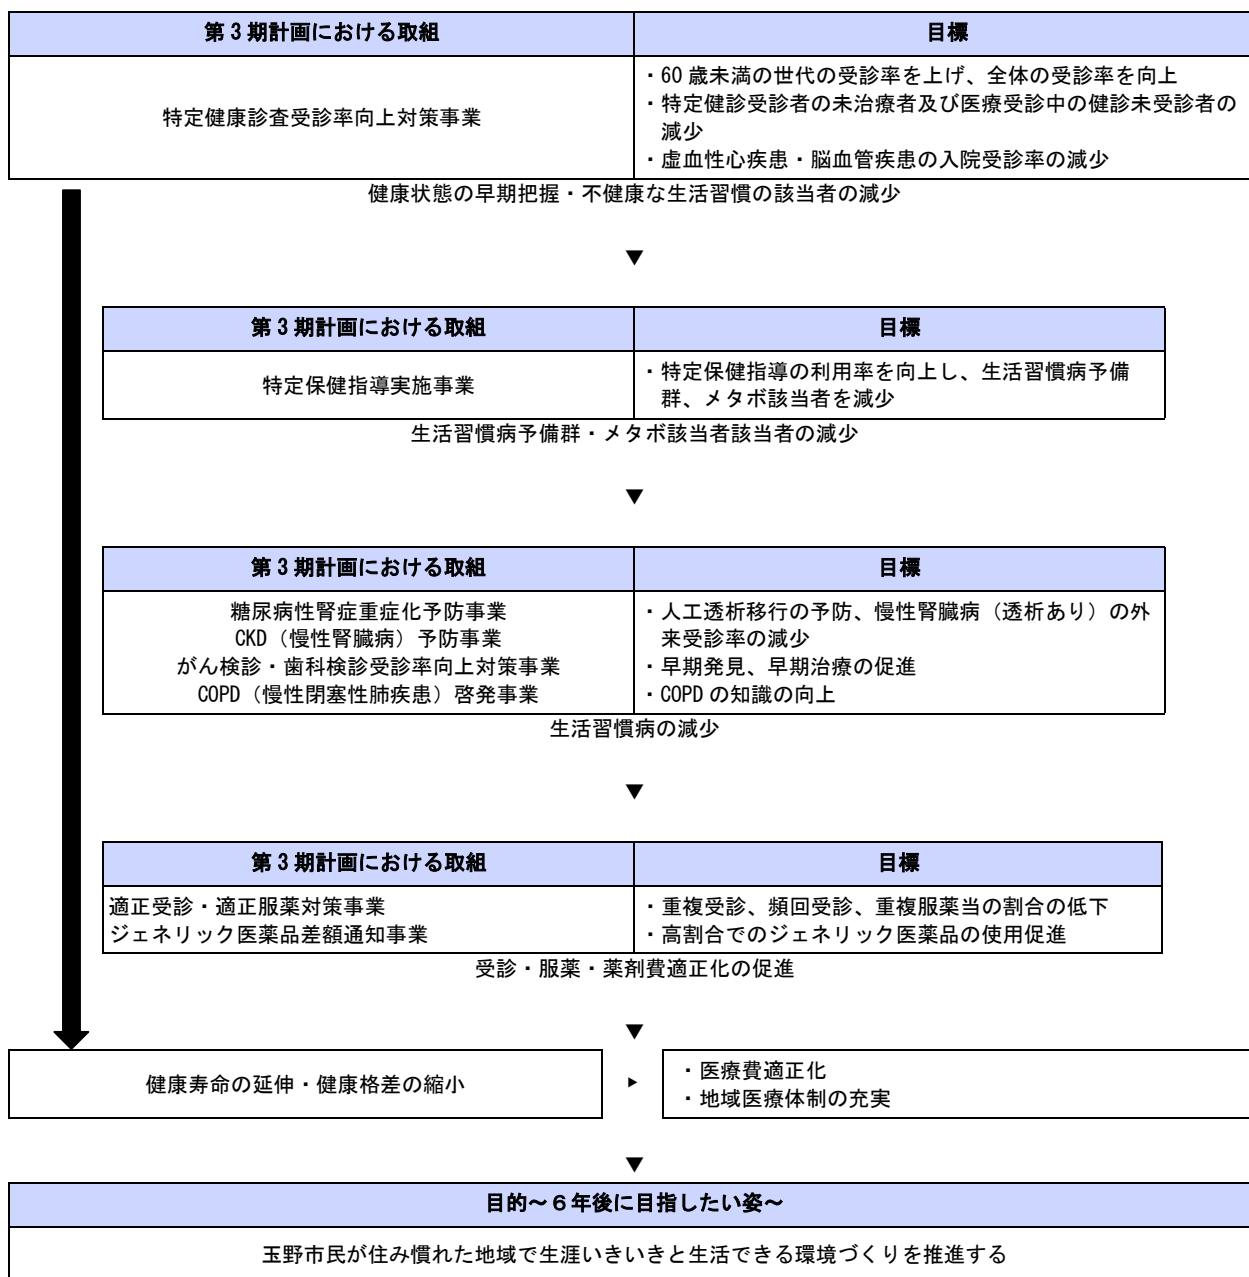 第3期計画における取組
目標
特定健康診査受診率向上対策事業
・60歳未満の世代の受診率を上げ、全体の受診率を向上
・特定健診受診者の未治療者及び医療受診中の健診未受診者の
減少
・虚血性心疾患・脳血管疾患の入院受診率の減少
健康状態の早期把握・不健康な生活習慣の該当者の減少
▼
第3期計画における取組
目標
特定保健指導実施事業
・特定保健指導の利用率を向上し、生活習慣病予備
群、メタボ該当者を減少
生活習慣病予備群・メタボ該当者該当者の減少
▼
第3期計画における取組
目標
糖尿病性腎症重症化予防事業
CKD（慢性腎臓病）予防事業
がん検診・歯科検診受診率向上対策事業
COPD（慢性閉塞性肺疾患）啓発事業
・人工透析移行の予防、慢性腎臓病（透析あり）の外
来受診率の減少
・早期発見、早期治療の促進
・COPDの知識の向上
生活習慣病の減少
▼
第3期計画における取組
目標
適正受診・適正服薬対策事業
ジェネリック医薬品差額通知事業
・重複受診、頻回受診、重複服薬当の割合の低下
・高割合でのジェネリック医薬品の使用促進
受診・服薬・薬剤費適正化の促進
▼
健康寿命の延伸・健康格差の縮小
▶
・医療費適正化
・地域医療体制の充実
▼
目的～６年後に目指したい姿～
玉野市民が住み慣れた地域で生涯いきいきと生活できる環境づくりを推進する